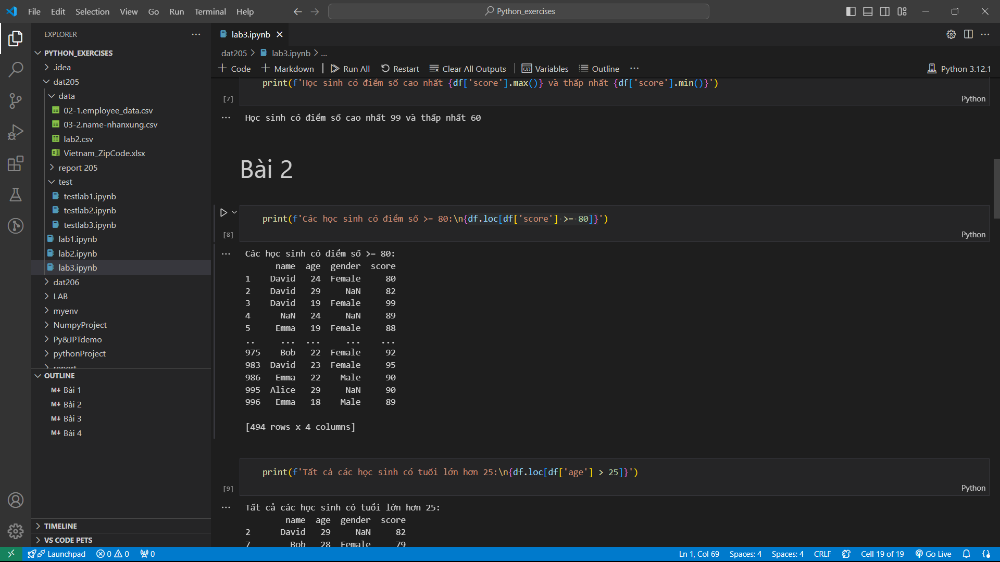 File Edit Selection View Go Run Terminal Help
Python_exercises
EXPLORER
PYTHON_EXERCISES
.idea
dat205
data
02-1.employee_data.csv
03-2.name-nhanxung.csv
lab2.csv
Vietnam_ZipCode.xlsx
report 205
test
testlab1.ipynb
testlab2.ipynb
testlab3.ipynb
lab1.ipynb
lab2.ipynb
lab3.ipynb
dat206
LAB
myenv
NumpyProject
Py&JPTdemo
pythonProject
report
OUTLINE
M↓ Bài 1
M↓ Bài 2
M↓ Bài 3
M↓ Bài 4
TIMELINE
VS CODE PETS
lab3.ipynb
dat205 > lab3.ipynb > ...
+ Code + Markdown Run All Restart Clear All Outputs Variables Outline ... Python 3.12.1
print(f'Học sinh có điểm số cao nhất {df['score'].max()} và thấp nhất {df['score'].min()}')
[7] Python
Học sinh có điểm số cao nhất 99 và thấp nhất 60
Bài 2
print(f'Các học sinh có điểm số >= 80:\n{df.loc[df['score'] >= 80]}')
[8] Python
Các học sinh có điểm số >= 80:
name age gender score
1 David 24 Female 80
2 David 29 NaN 82
3 David 19 Female 99
4 NaN 24 NaN 89
5 Emma 19 Female 88
.. ... ... ... ...
975 Bob 22 Female 92
983 David 23 Female 95
986 Emma 22 Male 90
995 Alice 29 NaN 90
996 Emma 18 Male 89
[494 rows x 4 columns]
print(f'Tất cả các học sinh có tuổi lớn hơn 25:\n{df.loc[df['age'] > 25]}')
[9] Python
Tất cả các học sinh có tuổi lớn hơn 25:
name age gender score
2 David 29 NaN 82
7 Bob 28 Female 79
Launchpad 0 0 0 Ln 1, Col 69 Spaces: 4 Spaces: 4 CRLF Cell 19 of 19 Go Live